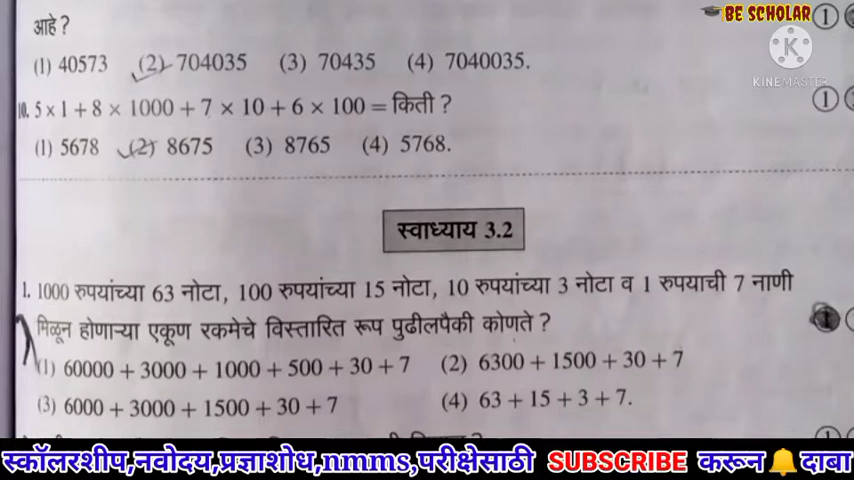 BE SCHOLAR
आहे ?
(1) 40573 (2) 704035 (3) 70435 (4) 7040035.
KINEMASTER
10. 5 × 1 + 8 × 1000 + 7 × 10 + 6 × 100 = किती ?
(1) 5678 (2) 8675 (3) 8765 (4) 5768.
स्वाध्याय 3.2
1. 1000 रुपयांच्या 63 नोटा, 100 रुपयांच्या 15 नोटा, 10 रुपयांच्या 3 नोटा व 1 रुपयाची 7 नाणी
मिळून होणाऱ्या एकूण रकमेचे विस्तारित रूप पुढीलपैकी कोणते ?
(1) 60000 + 3000 + 1000 + 500 + 30 + 7 (2) 6300 + 1500 + 30 + 7
(3) 6000 + 3000 + 1500 + 30 + 7 (4) 63 + 15 + 3 + 7.
स्कॉलरशीप,नवोदय,प्रज्ञाशोध,nmms,परीक्षेसाठी SUBSCRIBE करून 🔔 दाबा